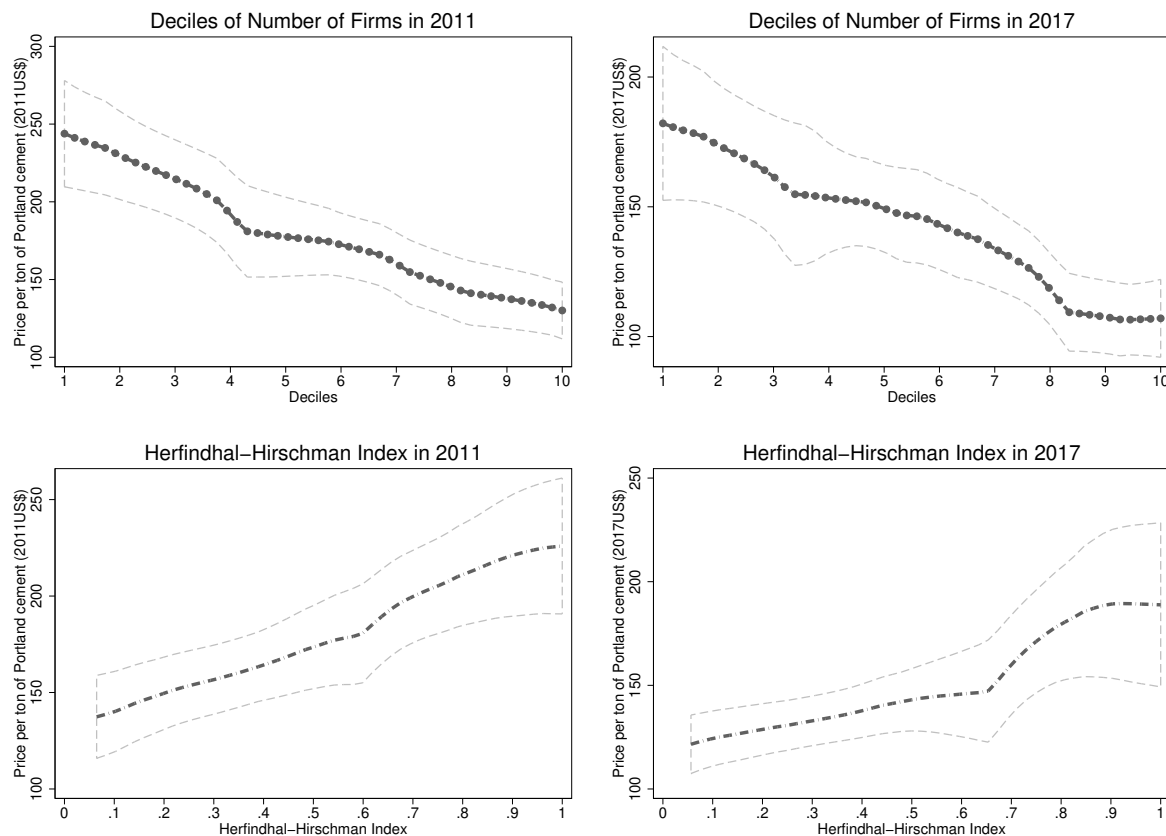 Deciles of Number of Firms in 2011
Price per ton of Portland cement (2011US$)
300
250
200
150
100
1 2 3 4 5 6 7 8 9 10
Deciles
Deciles of Number of Firms in 2017
Price per ton of Portland cement (2017US$)
200
150
100
1 2 3 4 5 6 7 8 9 10
Deciles
Herfindhal−Hirschman Index in 2011
Price per ton of Portland cement (2011US$)
250
200
150
100
0 .1 .2 .3 .4 .5 .6 .7 .8 .9 1
Herfindhal−Hirschman Index
Herfindhal−Hirschman Index in 2017
Price per ton of Portland cement (2017US$)
250
200
150
100
0 .1 .2 .3 .4 .5 .6 .7 .8 .9 1
Herfindhal−Hirschman Index